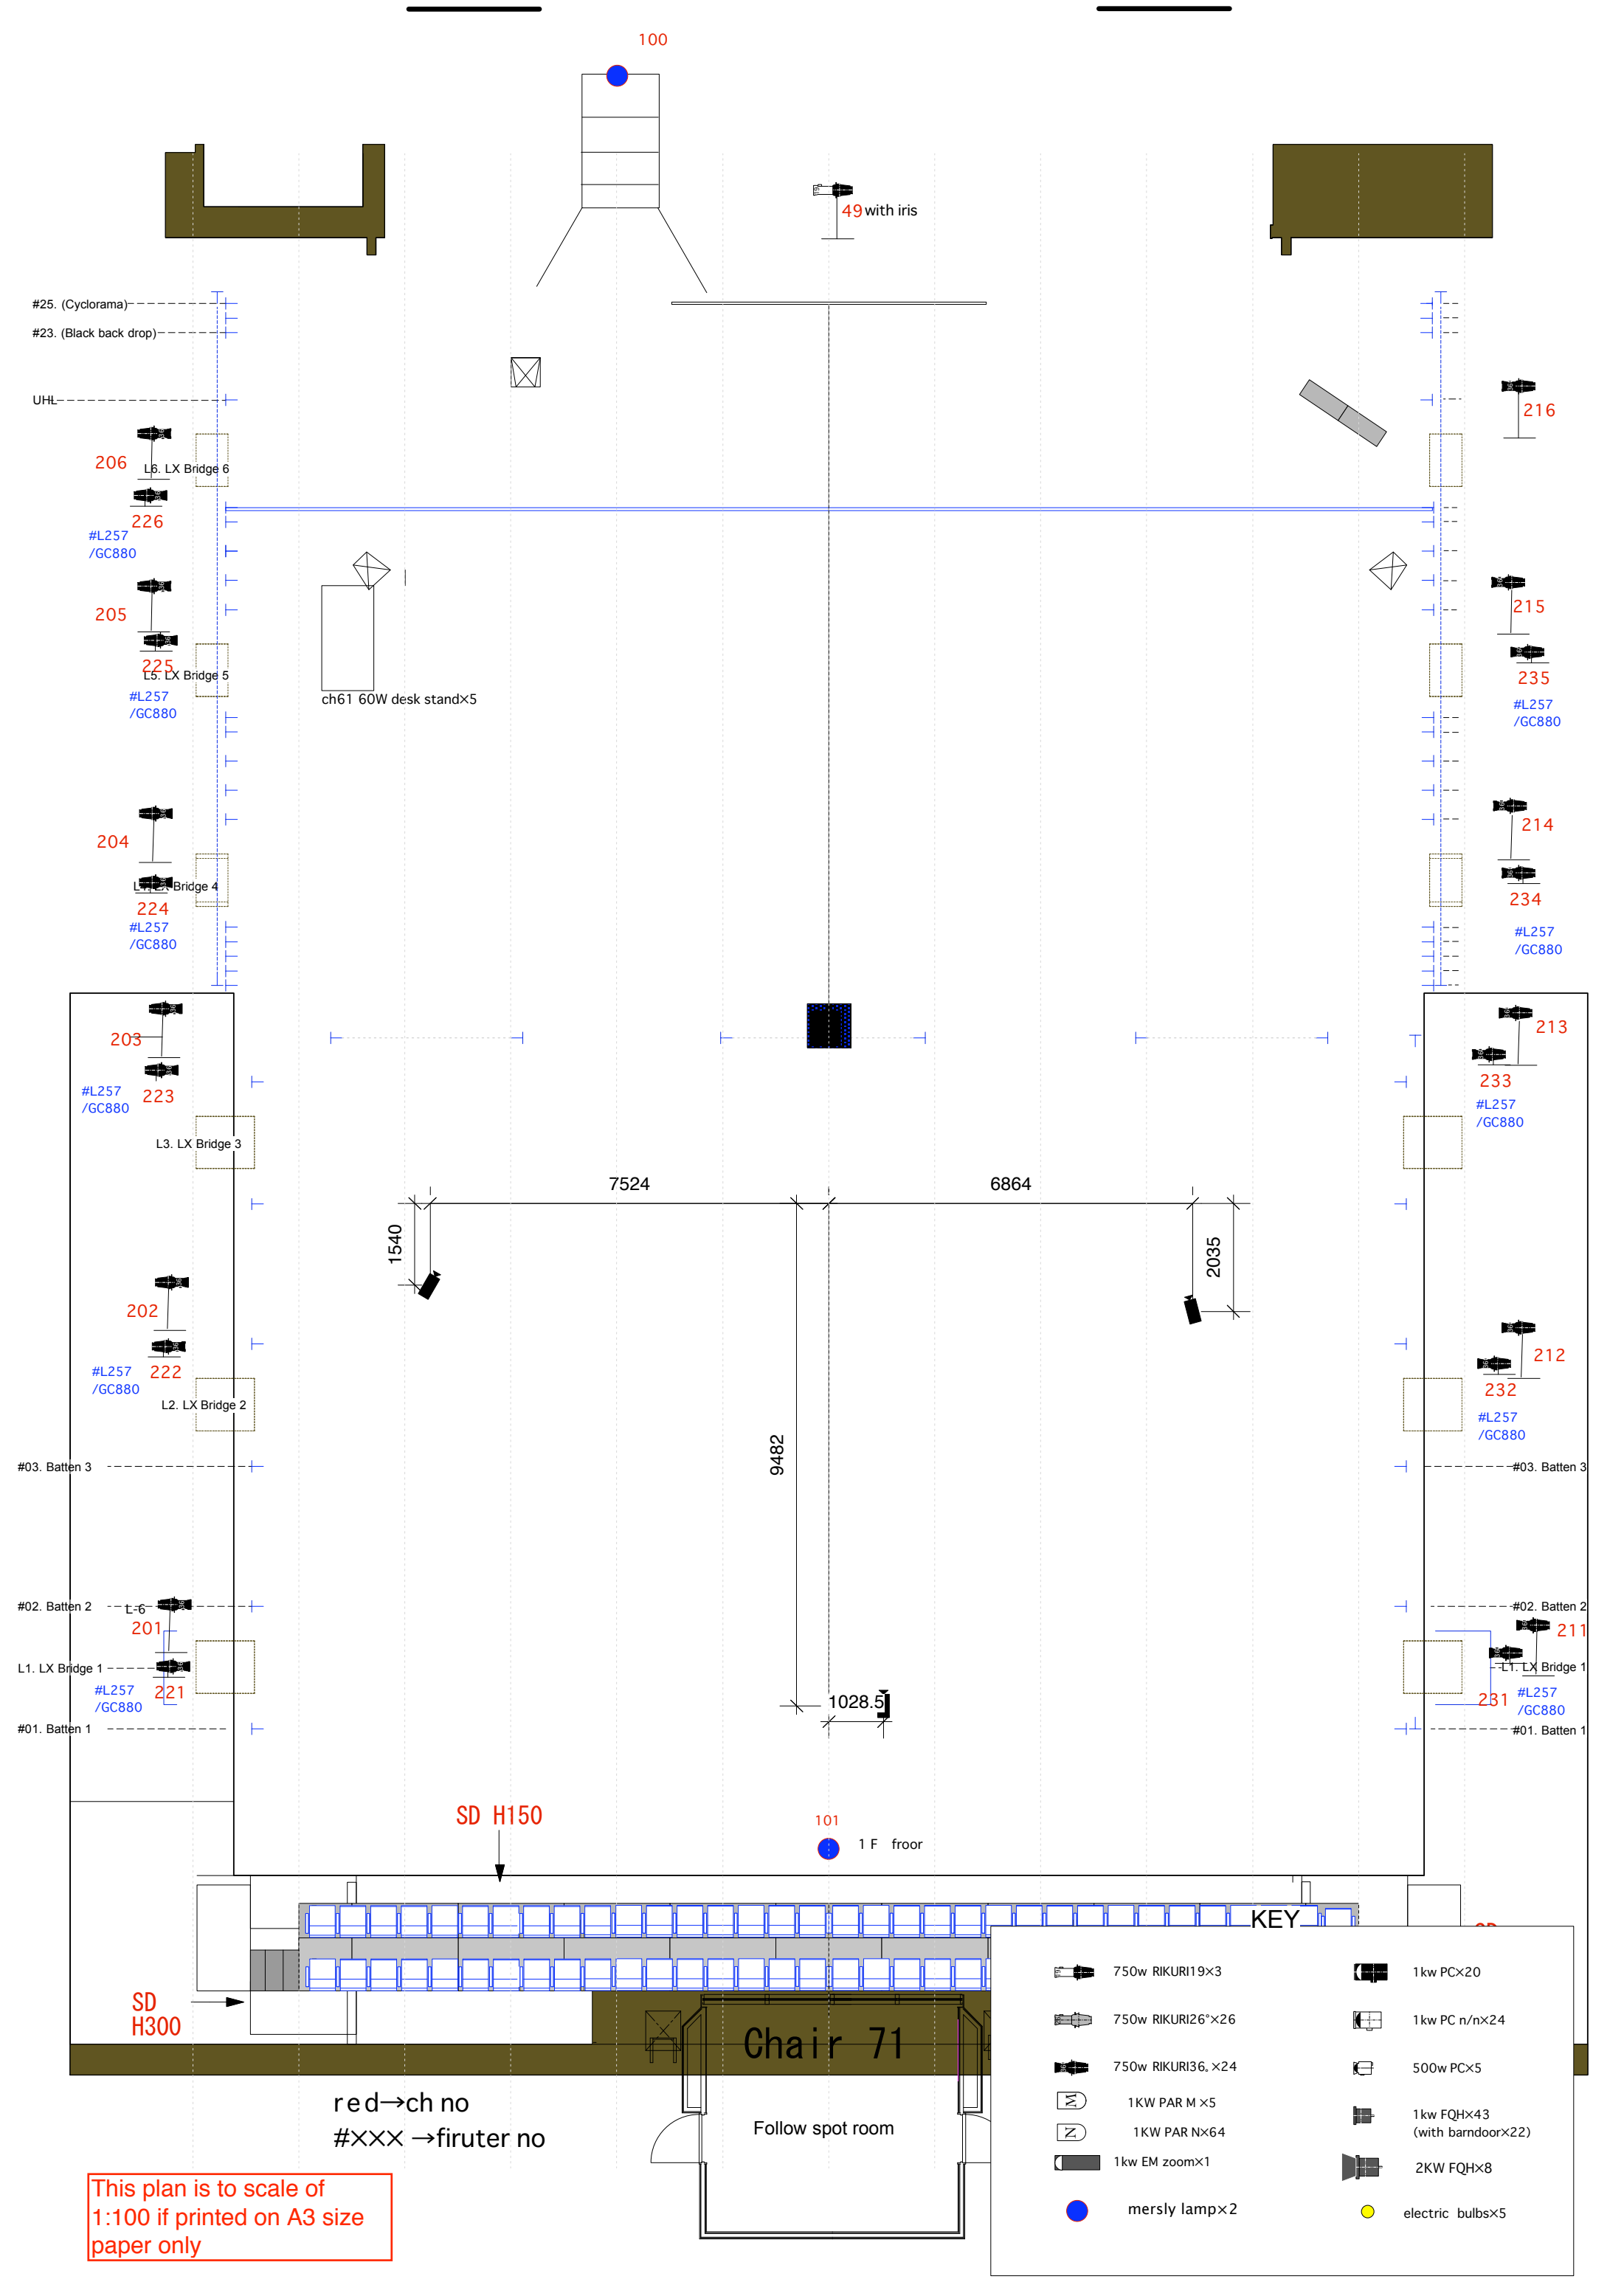 100
49 with iris
#25. (Cyclorama)
#23. (Black back drop)
UHL
216
206
L6. LX Bridge 6
226
#L257
/GC880
205
215
225
L5. LX Bridge 5
235
#L257
/GC880
#L257
/GC880
ch61 60W desk stand×5
204
214
Bridge 4
224
234
#L257
/GC880
#L257
/GC880
203
213
223
233
#L257
/GC880
#L257
/GC880
L3. LX Bridge 3
7524
6864
1540
2035
202
212
222
232
#L257
/GC880
#L257
/GC880
L2. LX Bridge 2
9482
#03. Batten 3
#03. Batten 3
#02. Batten 2
L-6
#02. Batten 2
201
211
L1. LX Bridge 1
L1. LX Bridge 1
221
231
#L257
/GC880
#L257
/GC880
1028.5
#01. Batten 1
#01. Batten 1
SD H150
101
1 F froor
KEY
SD
H300
Chair 71
750w RIKURI19×3
1kw PC×20
750w RIKURI26°×26
1kw PC n/n×24
750w RIKURI36。×24
500w PC×5
M
1KW PAR M ×5
1kw FQH×43
(with barndoor×22)
N
1KW PAR N×64
1kw EM zoom×1
2KW FQH×8
mersly lamp×2
electric bulbs×5
red→ch no
#××× →firuter no
Follow spot room
This plan is to scale of
1:100 if printed on A3 size
paper only